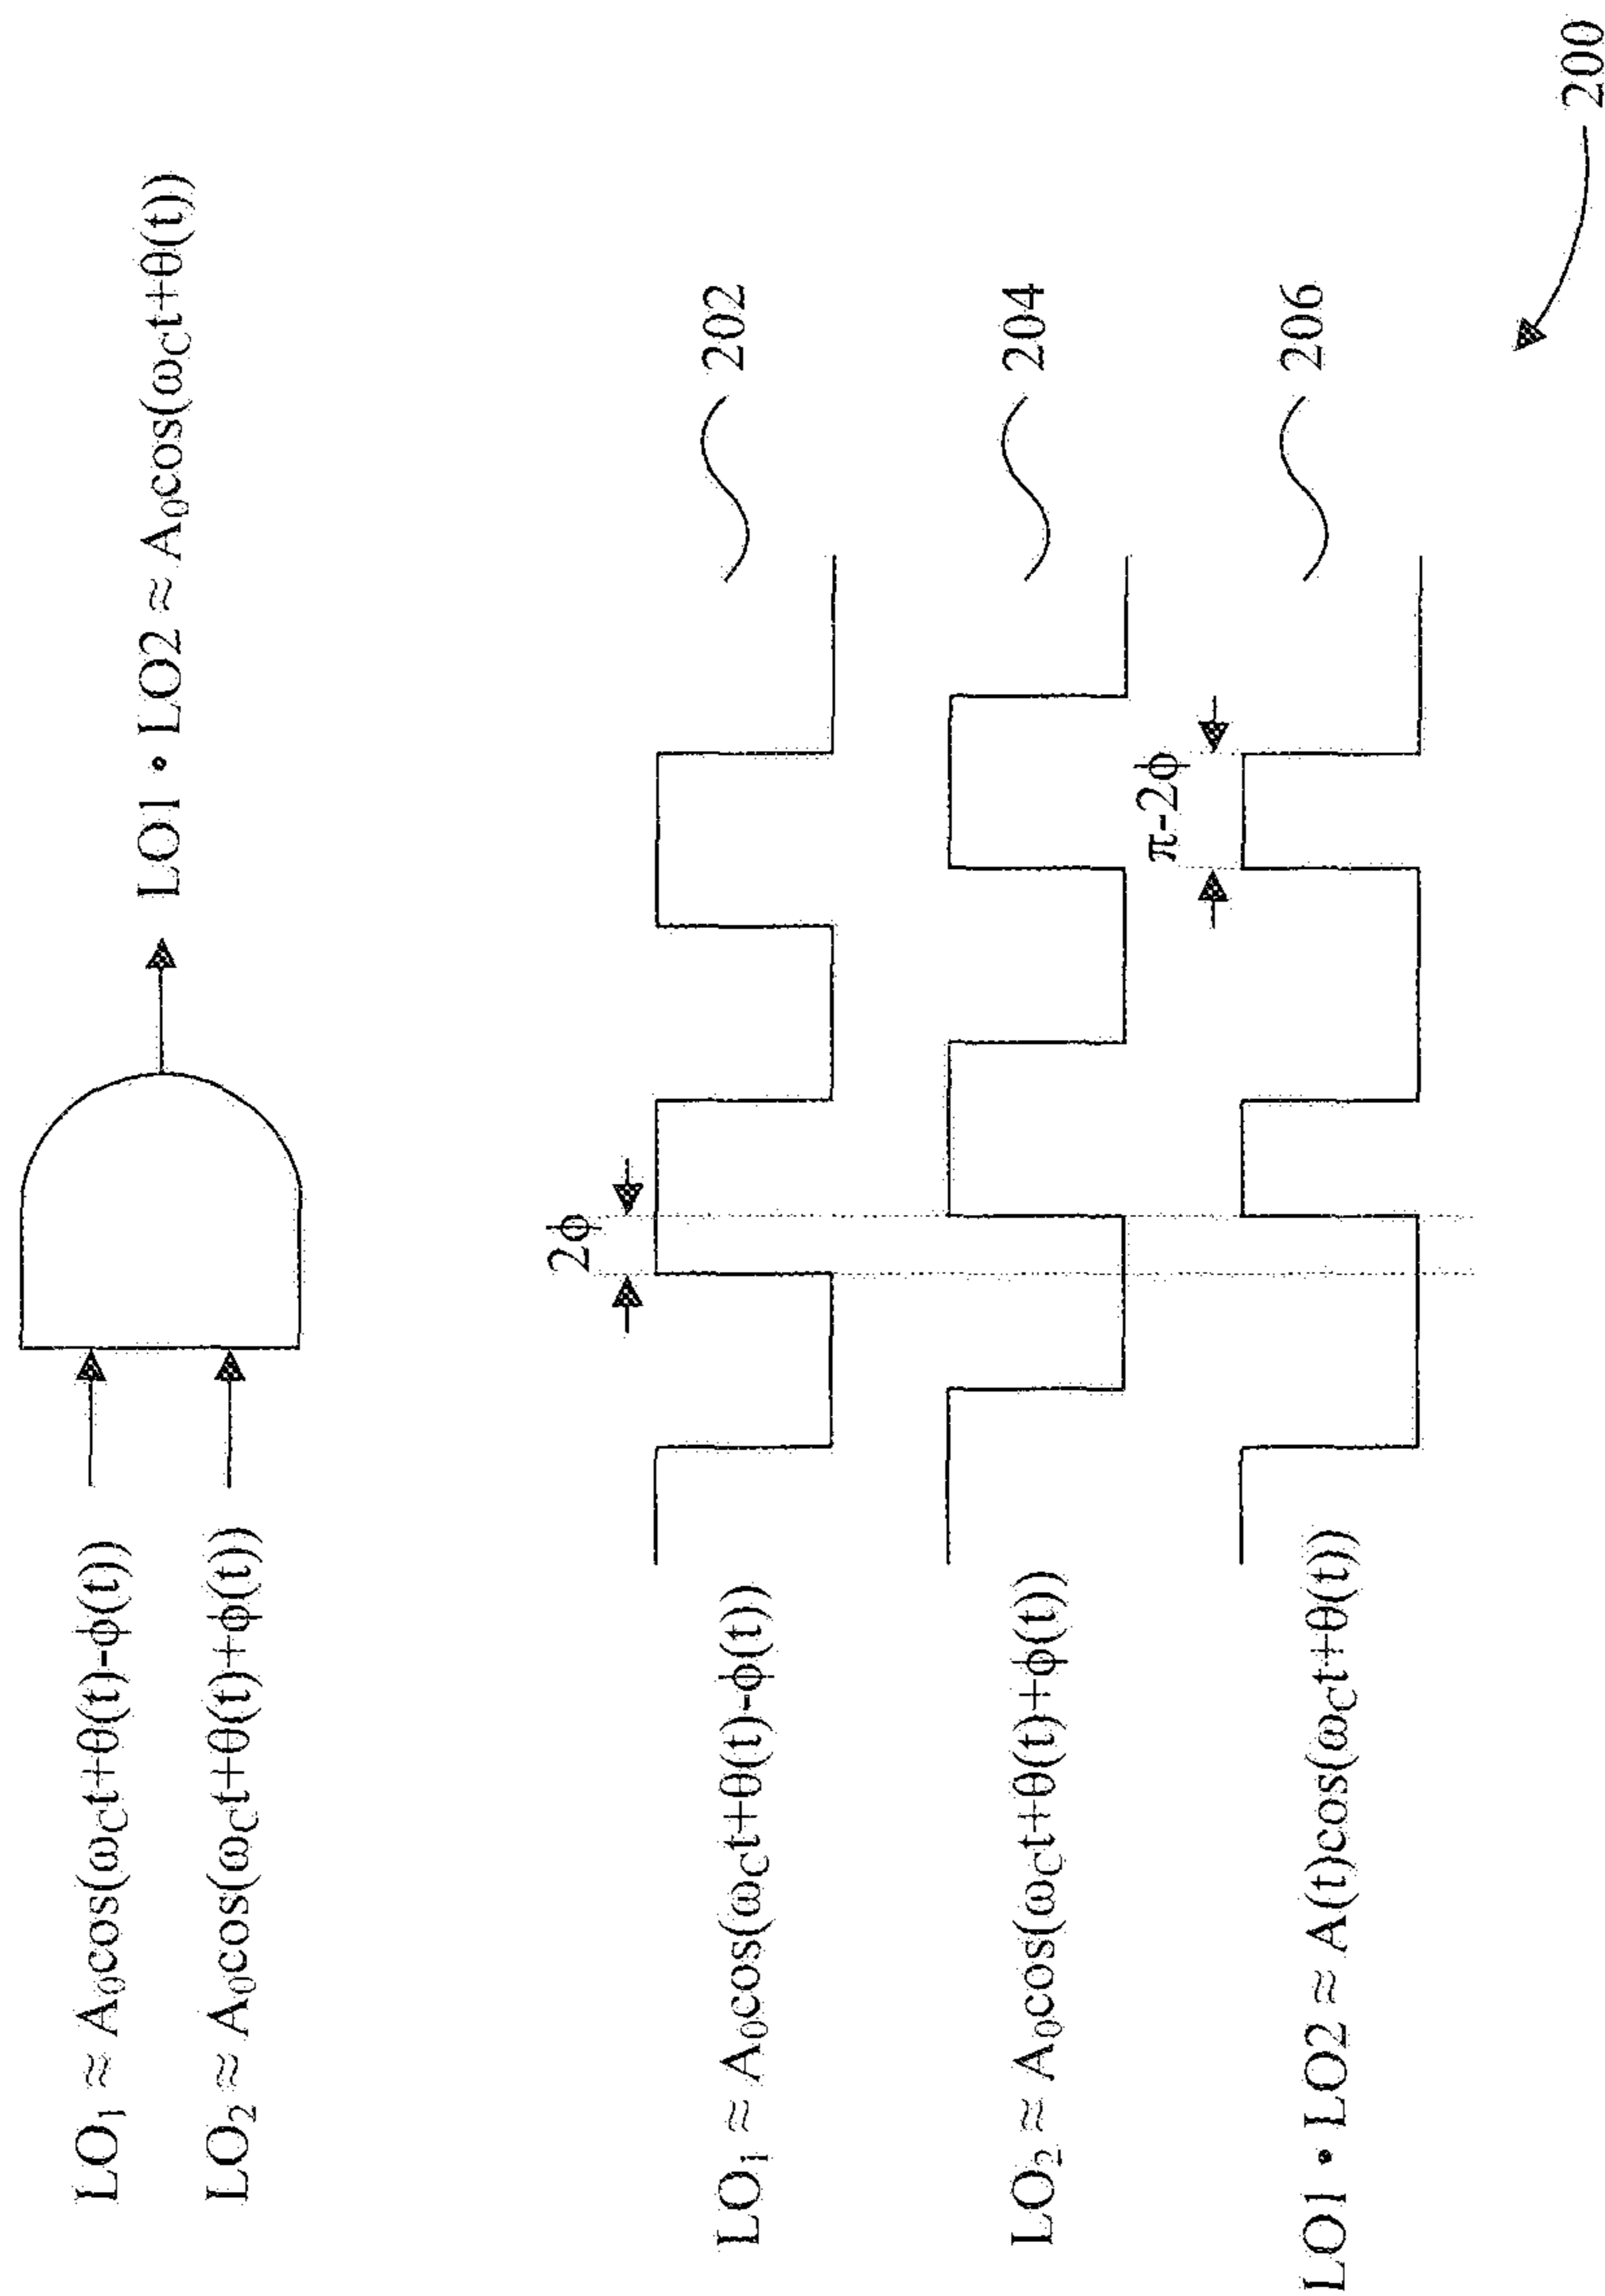 LO₁ ≈ A₀cos(ω_Ct+θ(t)-ϕ(t))
LO₂ ≈ A₀cos(ω_Ct+θ(t)+ϕ(t))
LO1 • LO2 ≈ A₀cos(ω_Ct+θ(t))
2ϕ
LO₁ ≈ A₀cos(ω_Ct+θ(t)-ϕ(t))
202
LO₂ ≈ A₀cos(ω_Ct+θ(t)+ϕ(t))
204
π-2ϕ
LO1 • LO2 ≈ A(t)cos(ω_Ct+θ(t))
206
200